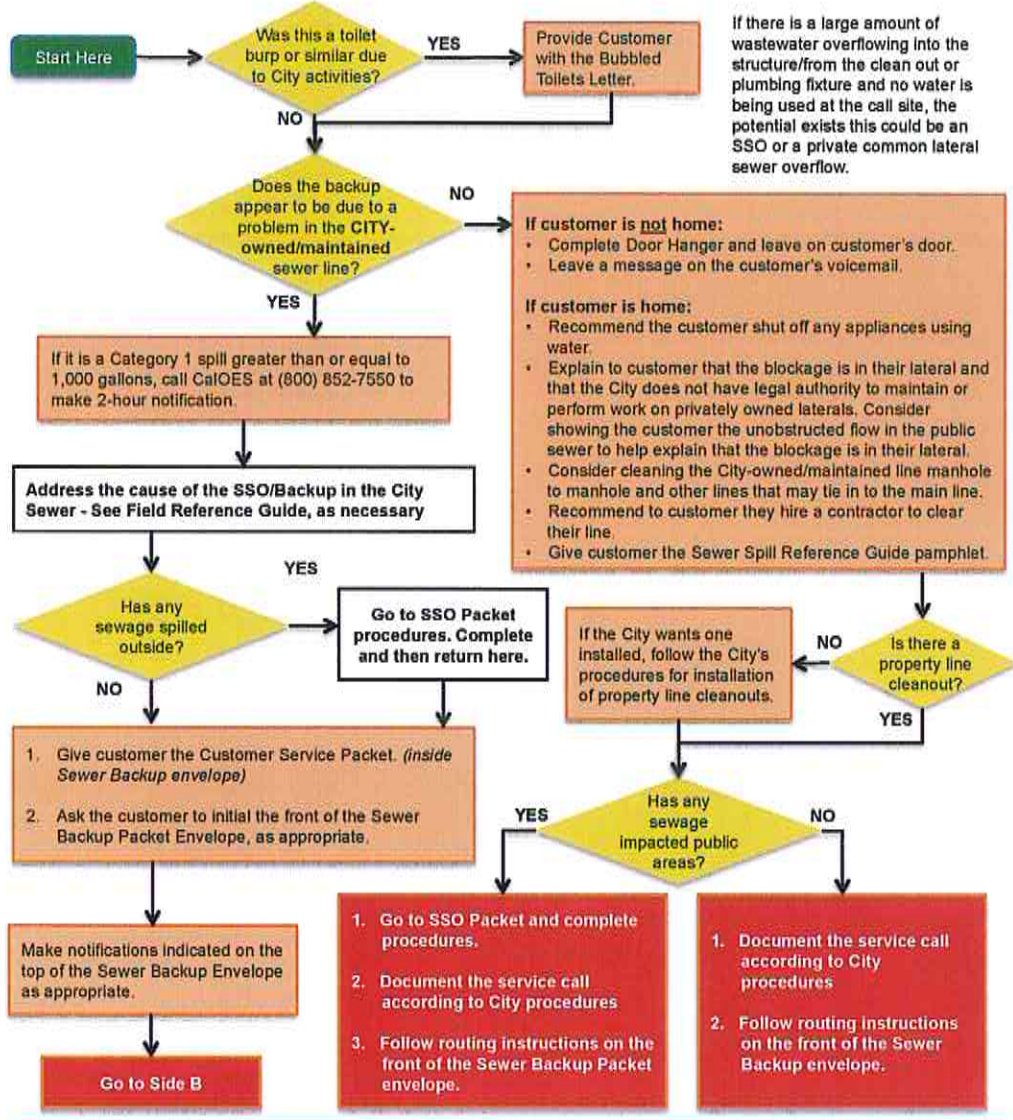 Start Here
Was this a toilet
burp or similar due
to City activities?
YES
Provide Customer
with the Bubbled
Toilets Letter.
If there is a large amount of
wastewater overflowing into the
structure/from the clean out or
plumbing fixture and no water is
being used at the call site, the
potential exists this could be an
SSO or a private common lateral
sewer overflow.
NO
Does the backup
appear to be due to a
problem in the CITY-
owned/maintained
sewer line?
NO
YES
If customer is not home:
• Complete Door Hanger and leave on customer's door.
• Leave a message on the customer's voicemail.
If customer is home:
• Recommend the customer shut off any appliances using
water.
• Explain to customer that the blockage is in their lateral and
that the City does not have legal authority to maintain or
perform work on privately owned laterals. Consider
showing the customer the unobstructed flow in the public
sewer to help explain that the blockage is in their lateral.
• Consider cleaning the City-owned/maintained line manhole
to manhole and other lines that may tie in to the main line.
• Recommend to customer they hire a contractor to clear
their line.
• Give customer the Sewer Spill Reference Guide pamphlet.
If it is a Category 1 spill greater than or equal to
1,000 gallons, call CalOES at (800) 852-7550 to
make 2-hour notification.
Address the cause of the SSO/Backup in the City
Sewer - See Field Reference Guide, as necessary
Has any
sewage spilled
outside?
YES
Go to SSO Packet
procedures. Complete
and then return here.
NO
Is there a
property line
cleanout?
NO
If the City wants one
installed, follow the City's
procedures for installation
of property line cleanouts.
YES
1. Give customer the Customer Service Packet. (inside
Sewer Backup envelope)
2. Ask the customer to initial the front of the Sewer
Backup Packet Envelope, as appropriate.
Has any
sewage
impacted public
areas?
YES
NO
Make notifications indicated on the
top of the Sewer Backup Envelope
as appropriate.
Go to Side B
1. Go to SSO Packet and complete
procedures.
2. Document the service call
according to City procedures
3. Follow routing instructions on the
front of the Sewer Backup Packet
envelope.
1. Document the service call
according to City
procedures
2. Follow routing instructions
on the front of the Sewer
Backup envelope.